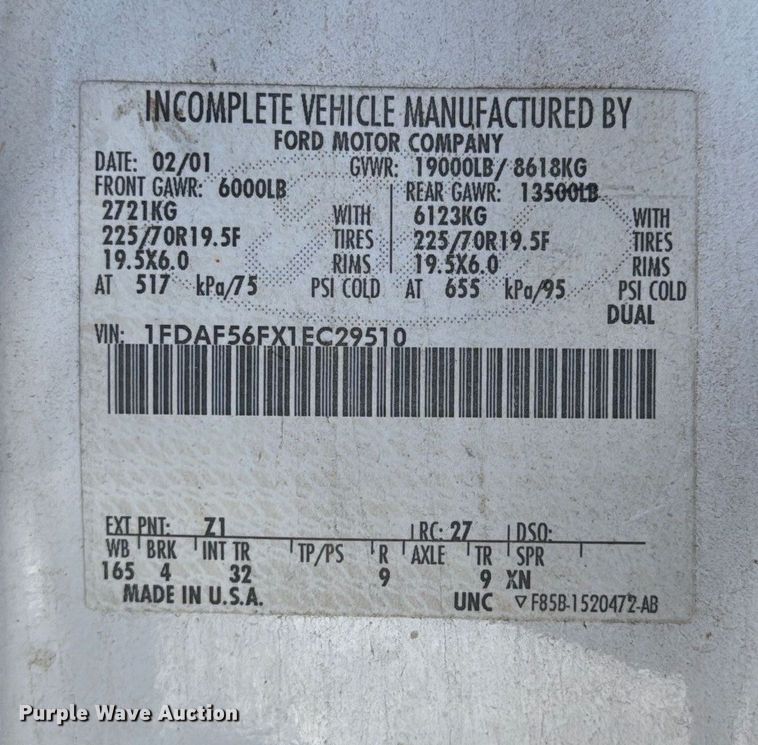 INCOMPLETE VEHICLE MANUFACTURED BY
FORD MOTOR COMPANY
DATE: 02/01 GVWR: 19000LB/ 8618KG
FRONT GAWR: 6000LB REAR GAWR: 13500LB
2721KG WITH 6123KG WITH
225/70R19.5F TIRES 225/70R19.5F TIRES
19.5X6.0 RIMS 19.5X6.0 RIMS
AT 517 kPa/75 PSI COLD AT 655 kPa/95 PSI COLD
DUAL
VIN: 1FDAF56FX1EC29510
EXT PNT: Z1 RC: 27 DSO:
WB BRK INT TR TP/PS R AXLE TR SPR
165 4 32 9 9 XN
MADE IN U.S.A. UNC ▽ F85B-1520472-AB
Purple Wave Auction